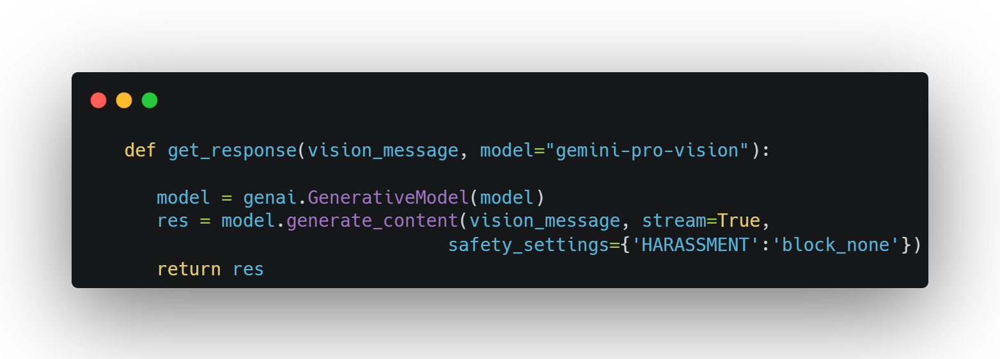 def get_response(vision_message, model="gemini-pro-vision"):
model = genai.GenerativeModel(model)
res = model.generate_content(vision_message, stream=True,
safety_settings={'HARASSMENT':'block_none'})
return res